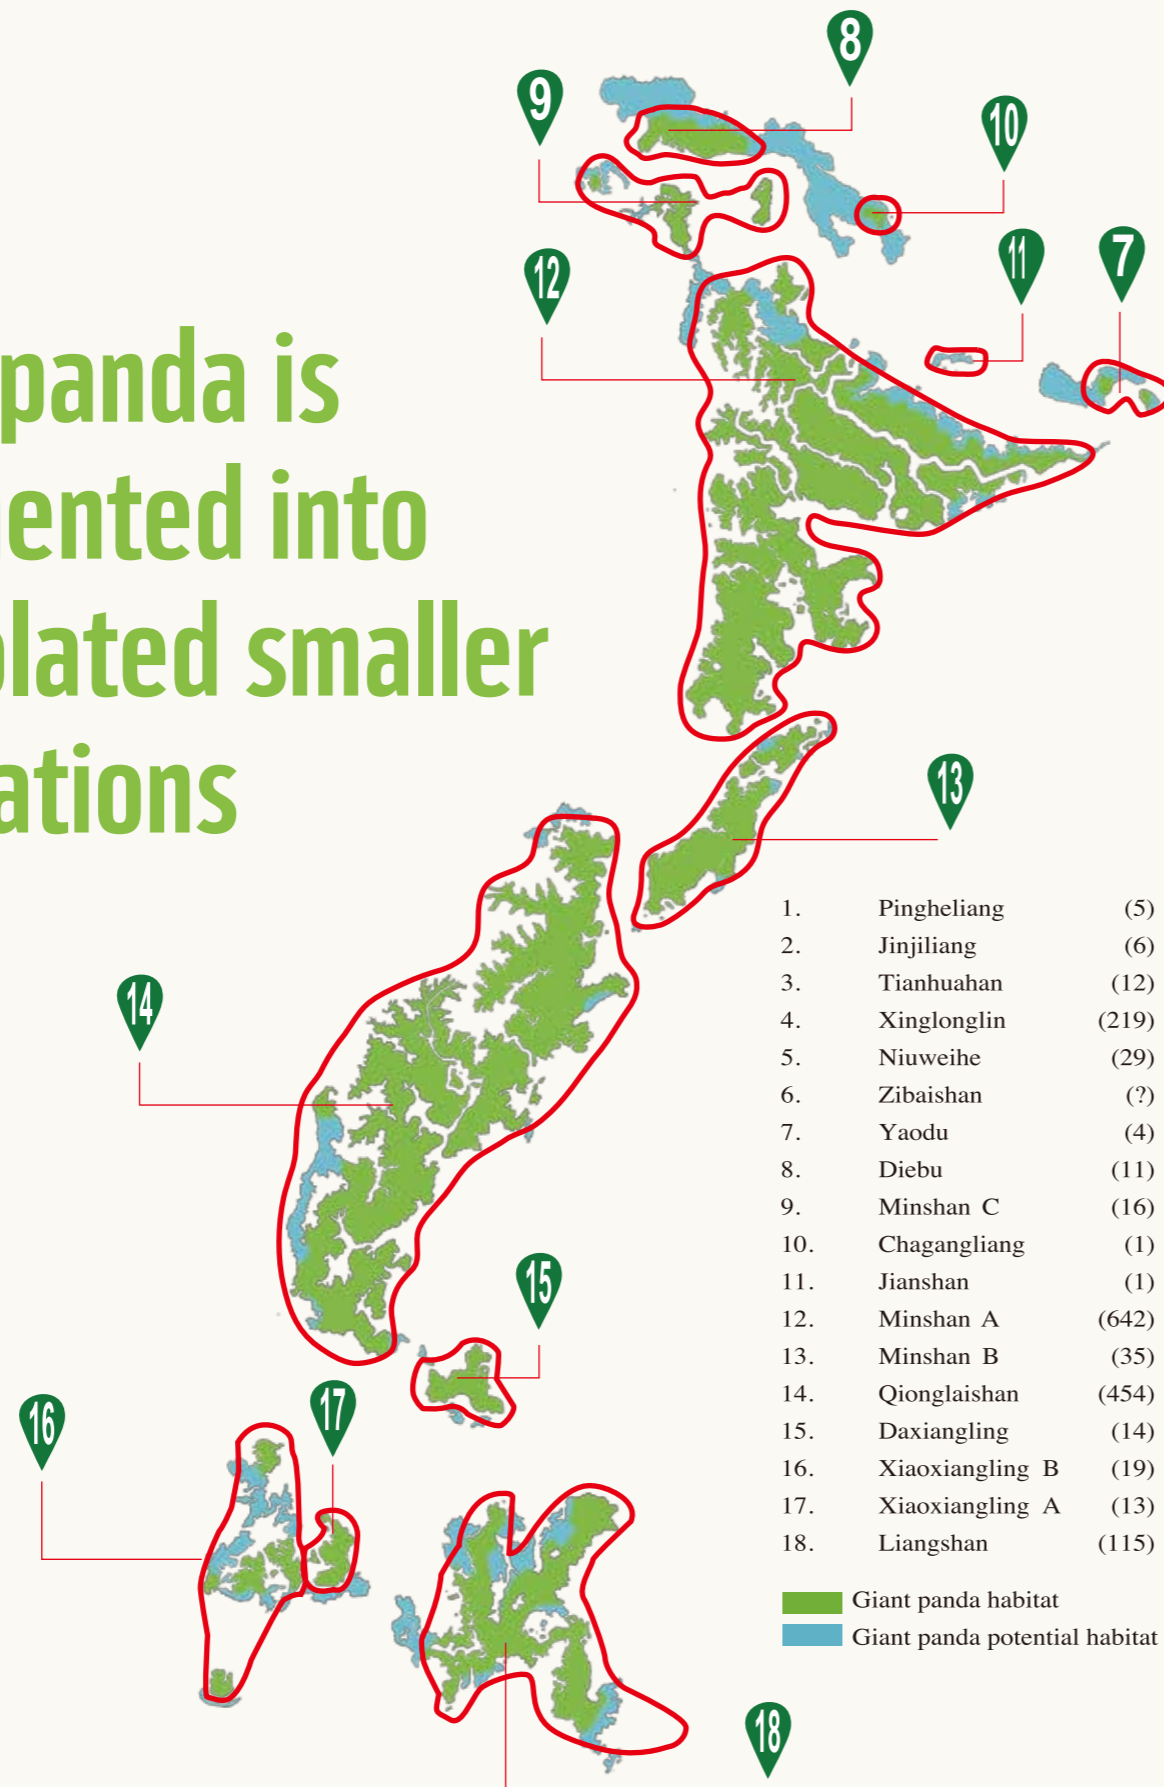 8
9
10
11
7
12
panda is
ented into
lated smaller
ations
13
14
1. Pingheliang (5)
2. Jinjiliang (6)
3. Tianhuahan (12)
4. Xinglonglin (219)
5. Niuweihe (29)
6. Zibaishan (?)
7. Yaodu (4)
8. Diebu (11)
9. Minshan C (16)
10. Chagangliang (1)
11. Jianshan (1)
12. Minshan A (642)
13. Minshan B (35)
14. Qionglaishan (454)
15. Daxiangling (14)
16. Xiaoxiangling B (19)
17. Xiaoxiangling A (13)
18. Liangshan (115)
Giant panda habitat
Giant panda potential habitat
15
16
17
18